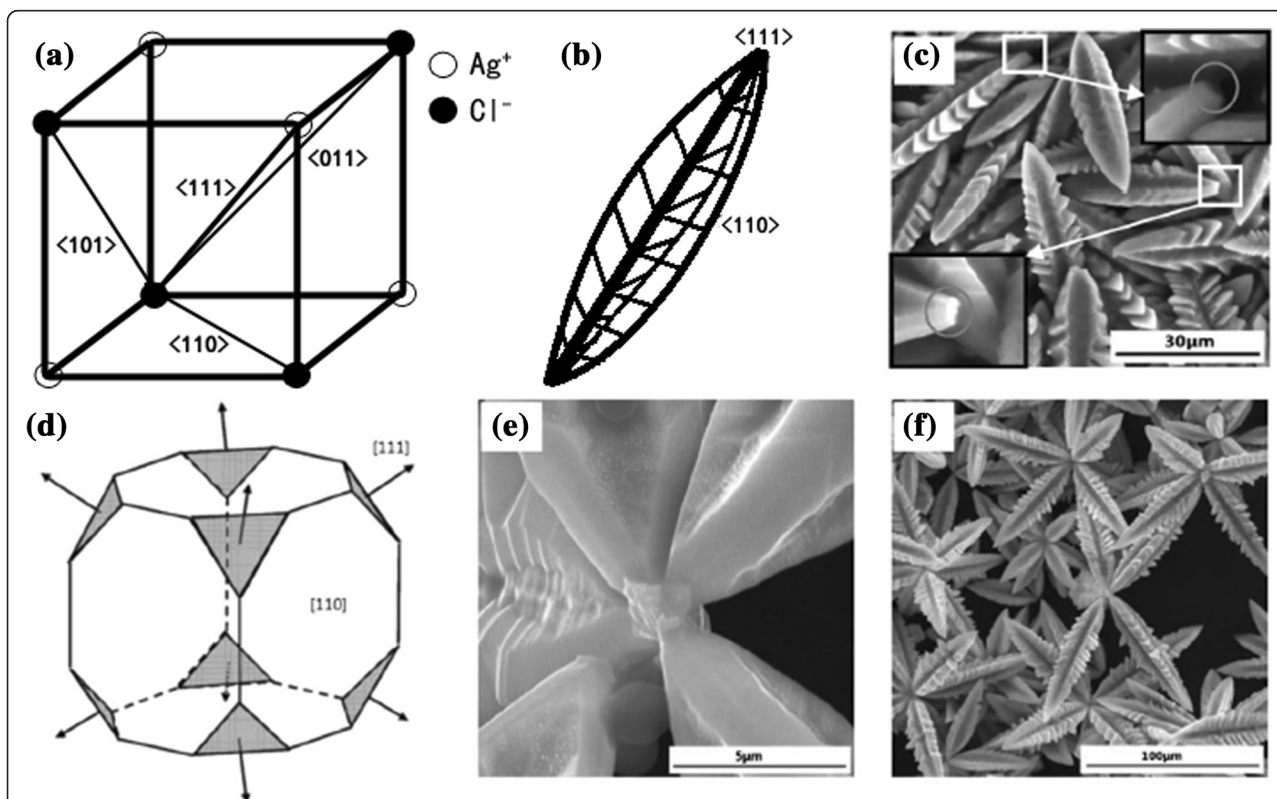 (a)
Ag⁺
Cl⁻
<011>
<111>
<101>
<110>
(b)
<111>
<110>
(c)
30μm
(d)
[111]
[110]
(e)
5μm
(f)
100μm